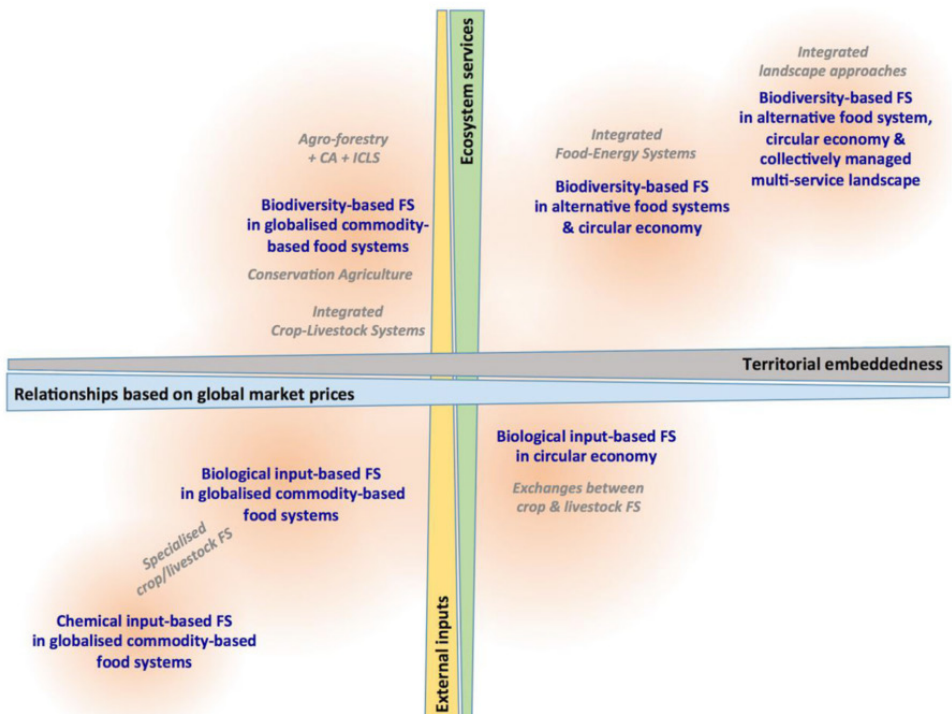 Ecosystem services
Integrated
landscape approaches
Biodiversity-based FS
in alternative food system,
circular economy &
collectively managed
multi-service landscape
Integrated
Food-Energy Systems
Biodiversity-based FS
in alternative food systems
& circular economy
Agro-forestry
+ CA + ICLS
Biodiversity-based FS
in globalised commodity-
based food systems
Conservation Agriculture
Integrated
Crop-Livestock Systems
Territorial embeddedness
Relationships based on global market prices
Biological input-based FS
in circular economy
Exchanges between
crop & livestock FS
Biological input-based FS
in globalised commodity-based
food systems
Specialised
crop/livestock FS
Chemical input-based FS
in globalised commodity-based
food systems
External inputs